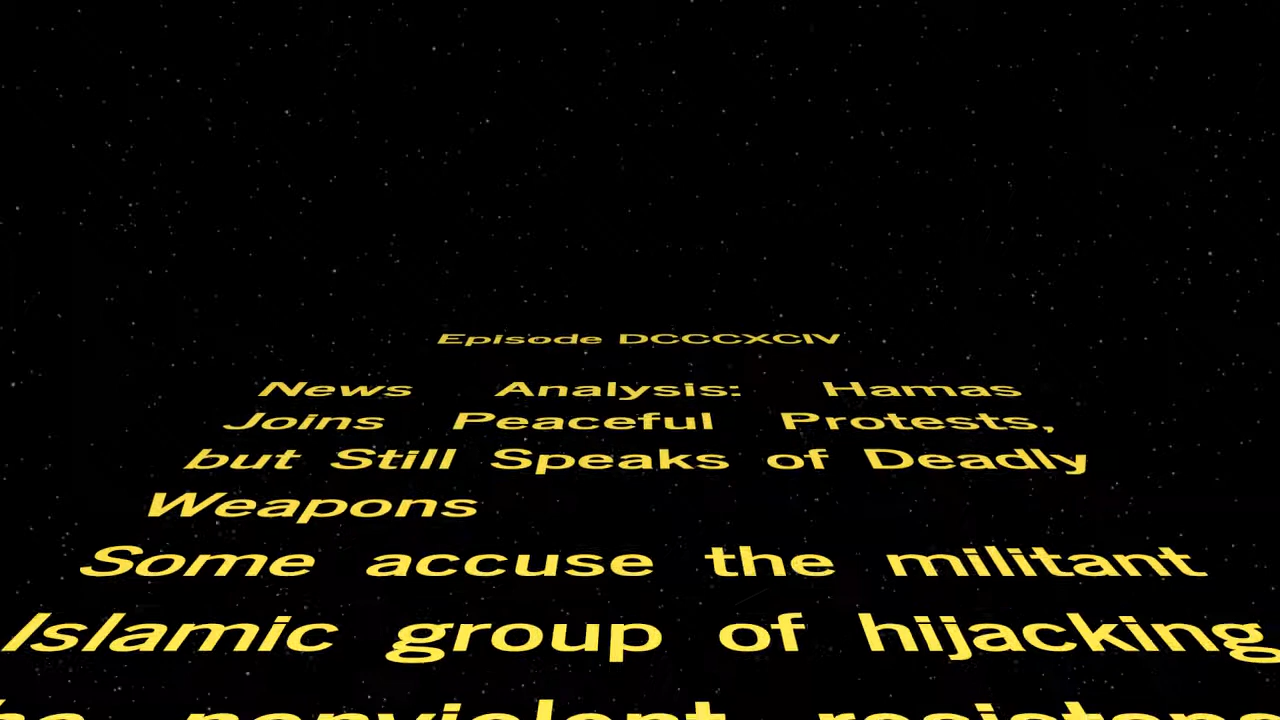 Episode DCCCXCIV
News Analysis: Hamas
Joins Peaceful Protests,
but Still Speaks of Deadly
Weapons
Some accuse the militant
Islamic group of hijacking
nonviolent